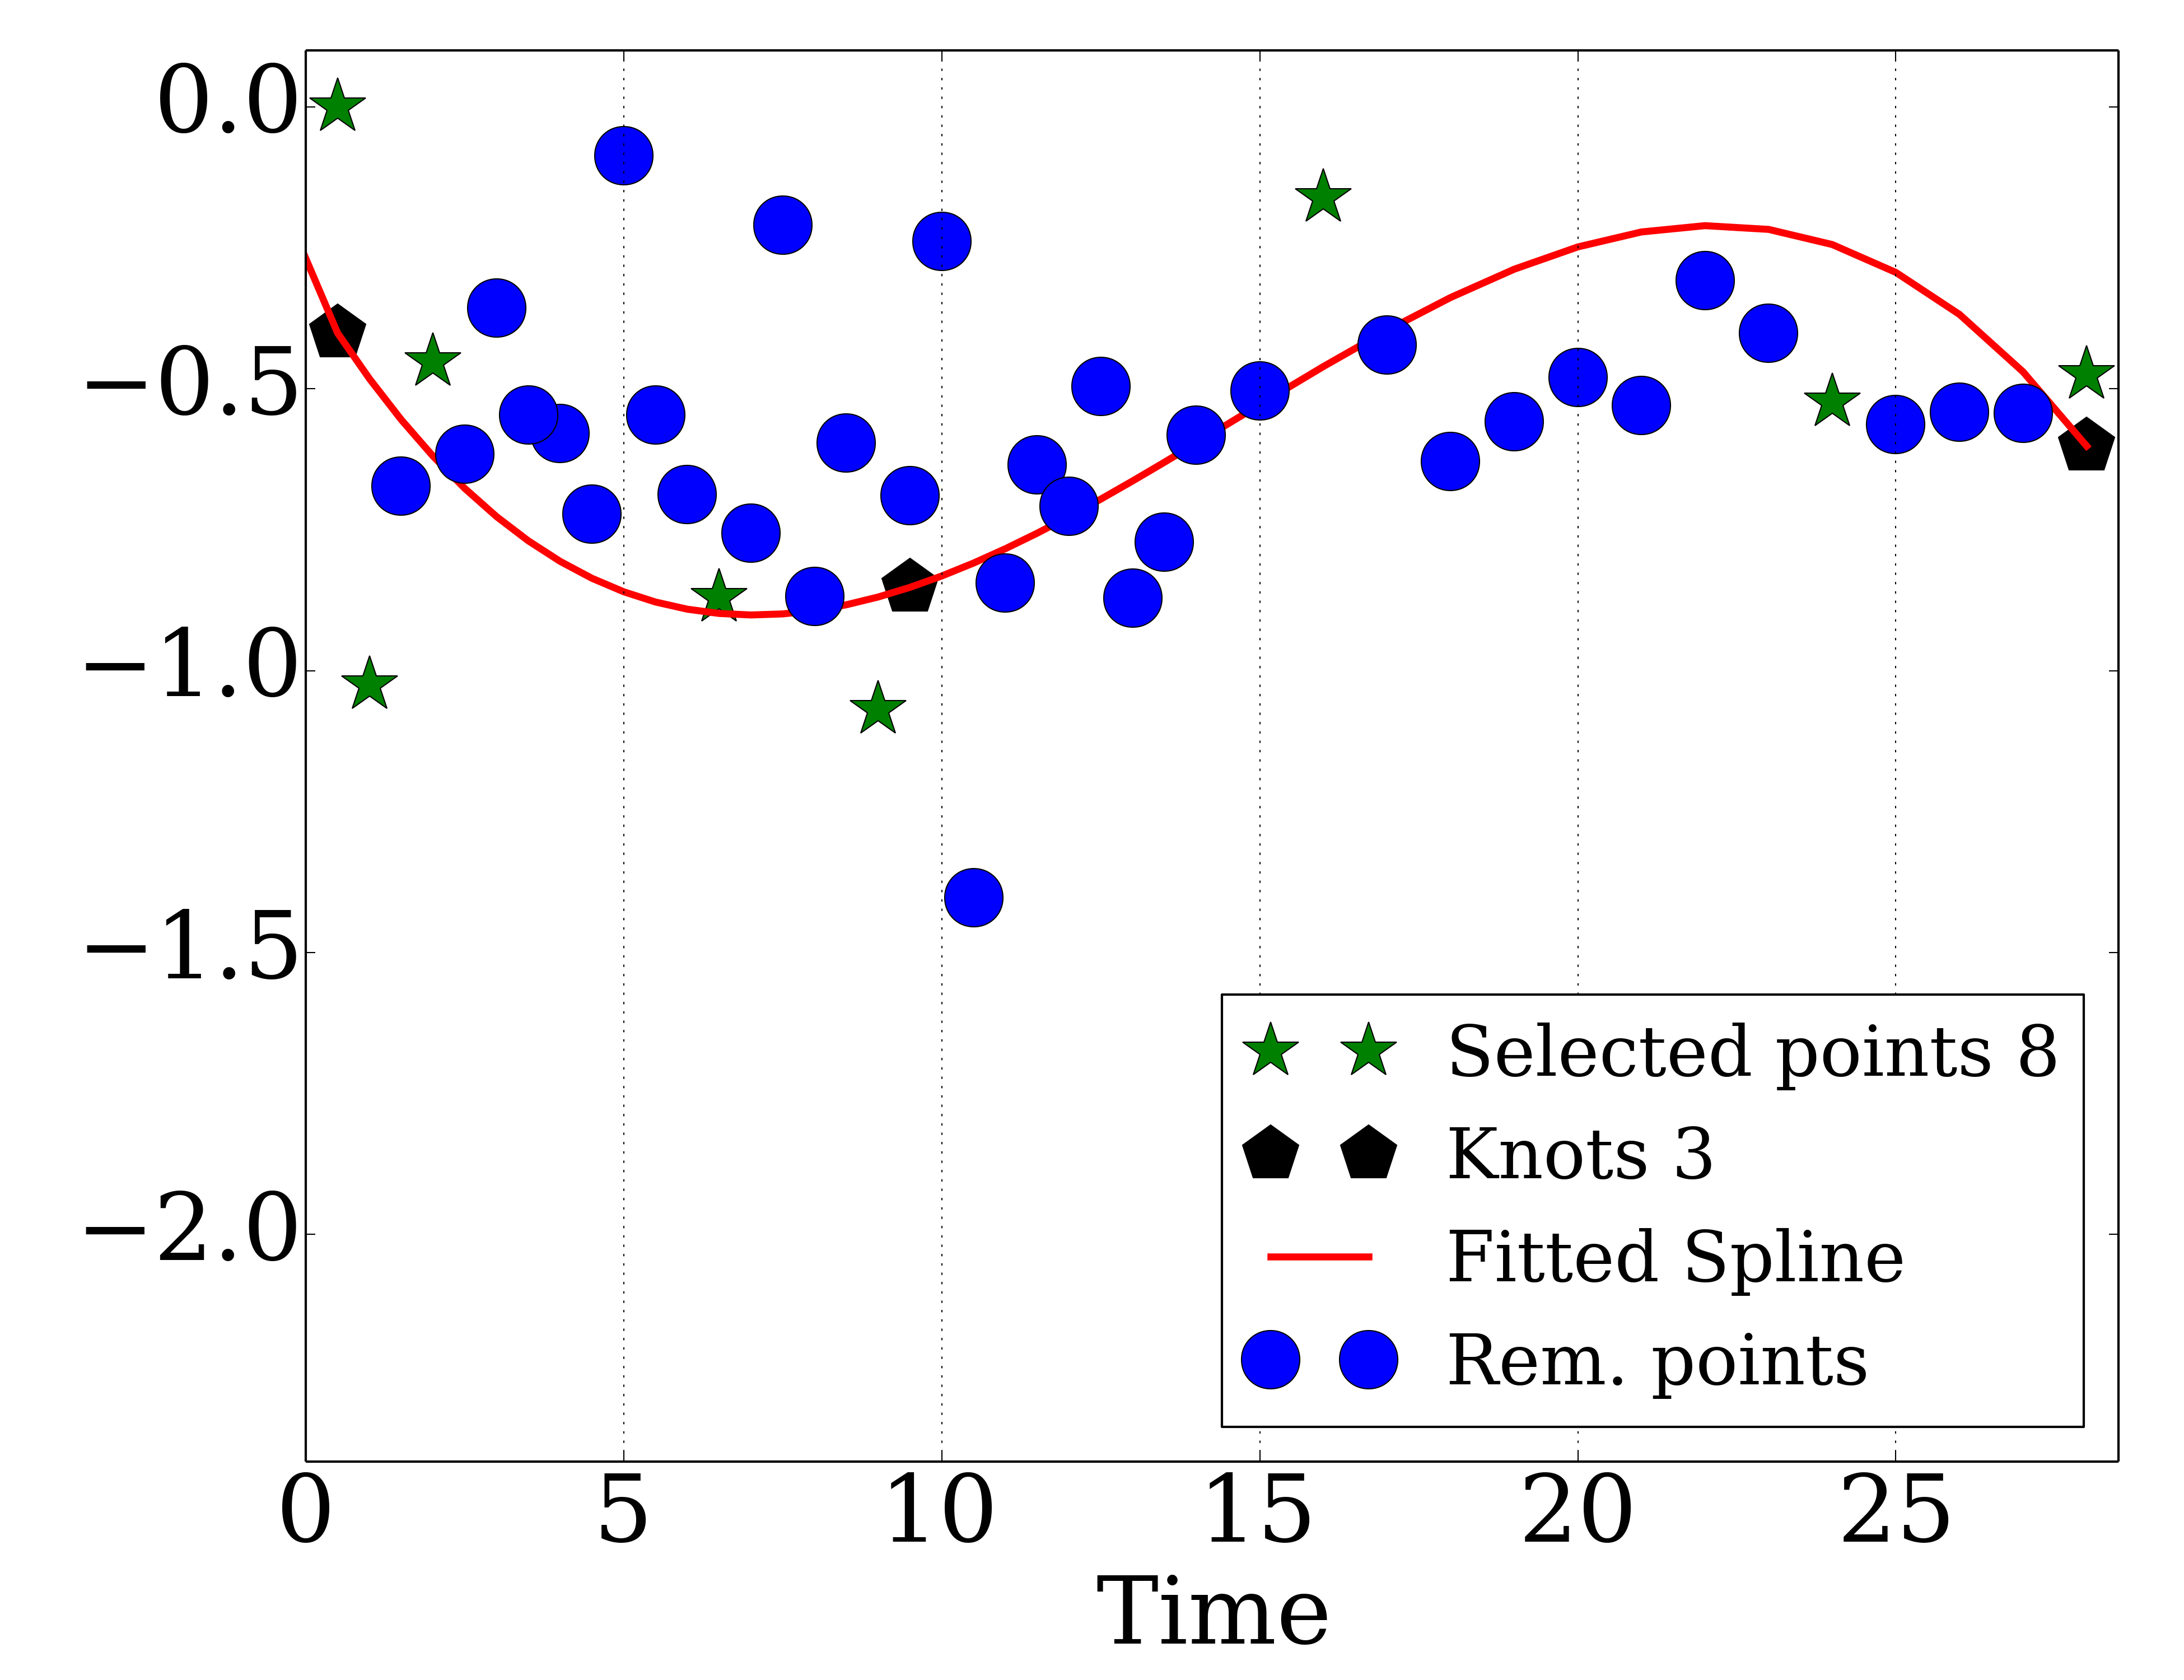 0.0
−0.5
−1.0
−1.5
−2.0
0 5 10 15 20 25
Time
Selected points 8
Knots 3
Fitted Spline
Rem. points